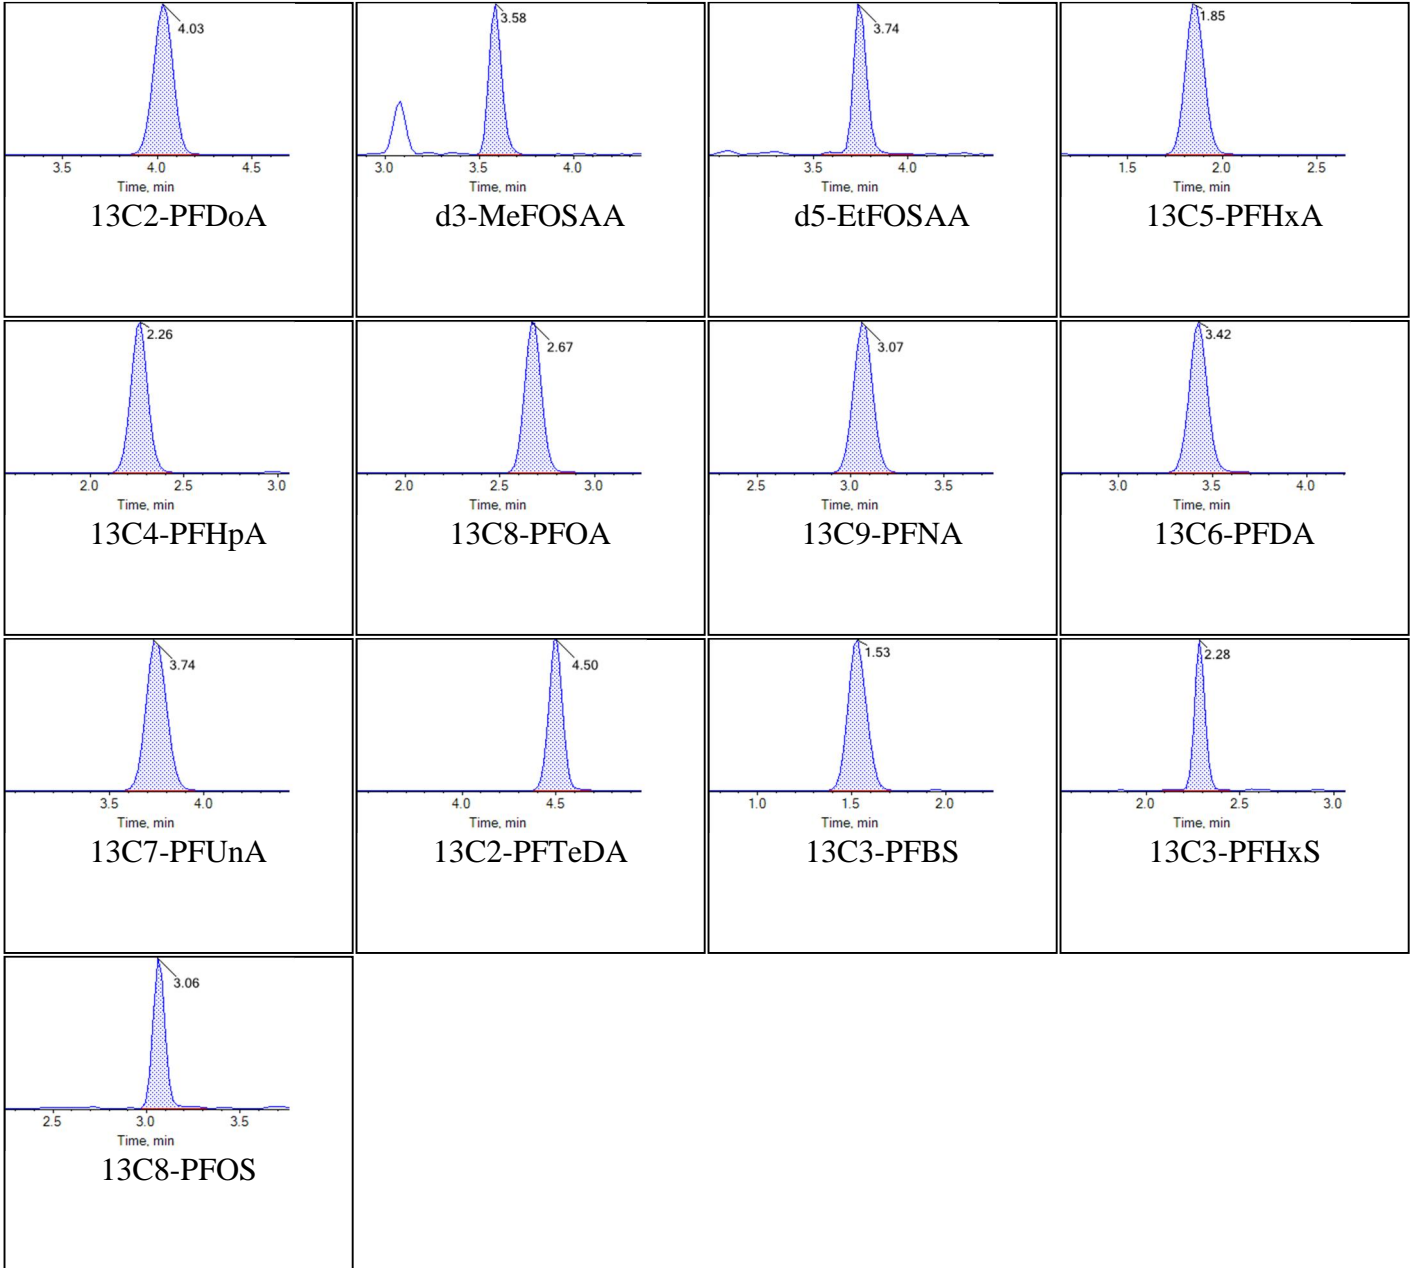 4.03
3.5 4.0 4.5
Time, min
13C2-PFDoA
3.58
3.0 3.5 4.0
Time, min
d3-MeFOSAA
3.74
3.5 4.0
Time, min
d5-EtFOSAA
1.85
1.5 2.0 2.5
Time, min
13C5-PFHxA
2.26
2.0 2.5 3.0
Time, min
13C4-PFHpA
2.67
2.0 2.5 3.0
Time, min
13C8-PFOA
3.07
2.5 3.0 3.5
Time, min
13C9-PFNA
3.42
3.0 3.5 4.0
Time, min
13C6-PFDA
3.74
3.5 4.0
Time, min
13C7-PFUnA
4.50
4.0 4.5
Time, min
13C2-PFTeDA
1.53
1.0 1.5 2.0
Time, min
13C3-PFBS
2.28
2.0 2.5 3.0
Time, min
13C3-PFHxS
3.06
2.5 3.0 3.5
Time, min
13C8-PFOS